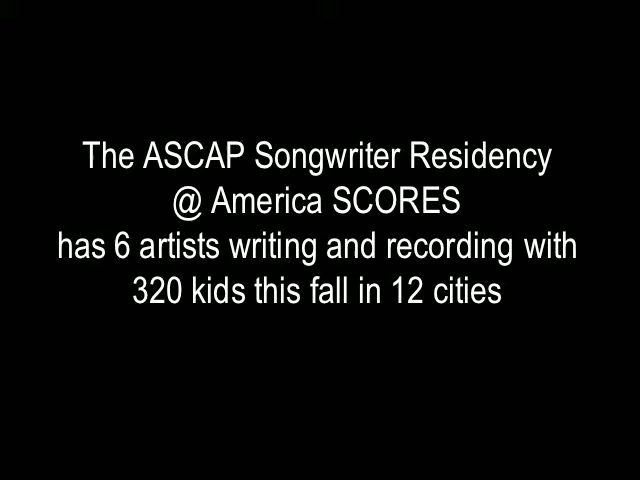 The ASCAP Songwriter Residency
@ America SCORES
has 6 artists writing and recording with
320 kids this fall in 12 cities